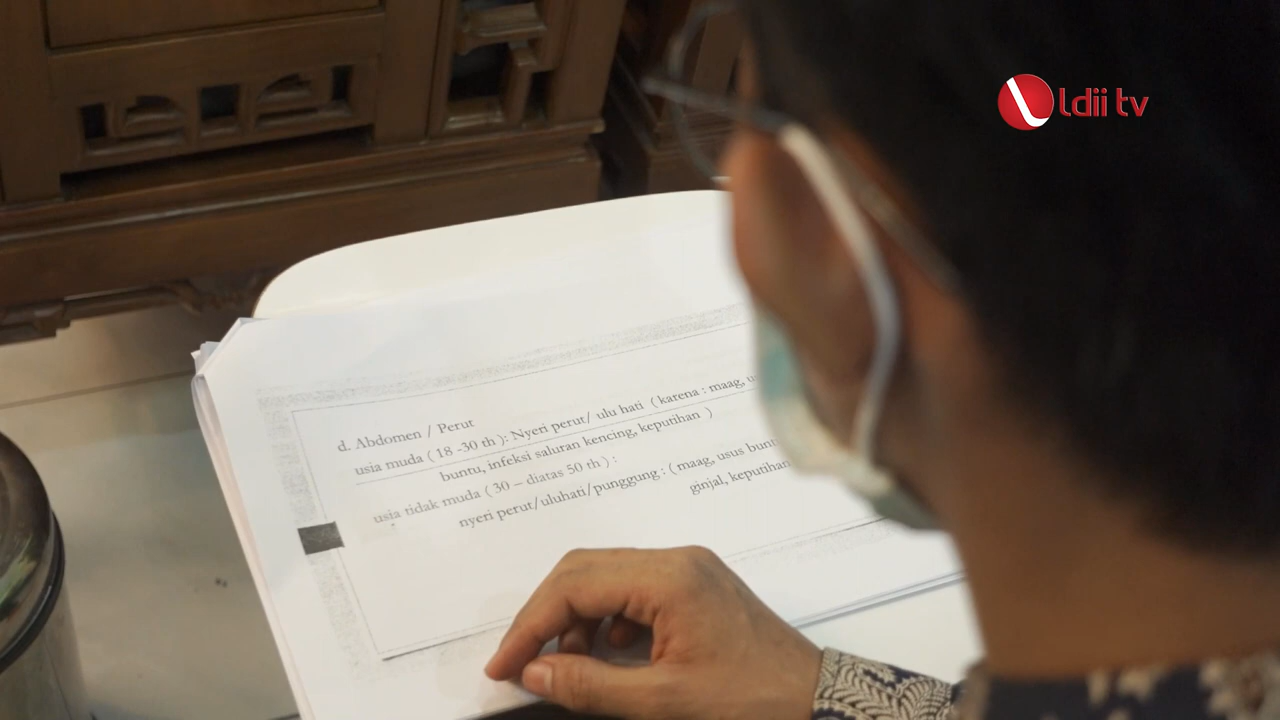 ldii tv
d. Abdomen / Perut
usia muda ( 18 -30 th ): Nyeri perut/ ulu hati ( karena : maag,
buntu, infeksi saluran kencing, keputihan )
usia tidak muda ( 30 – diatas 50 th ) :
nyeri perut/uluhati/punggung : ( maag, usus buntu
ginjal, keputihan